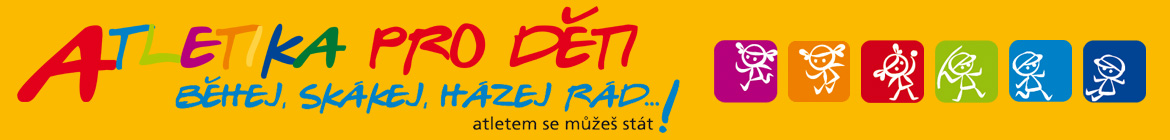 ATLETIKA PRO DĚTI
BĚHEJ, SKÁKEJ, HÁZEJ RÁD...!
atletem se můžeš stát